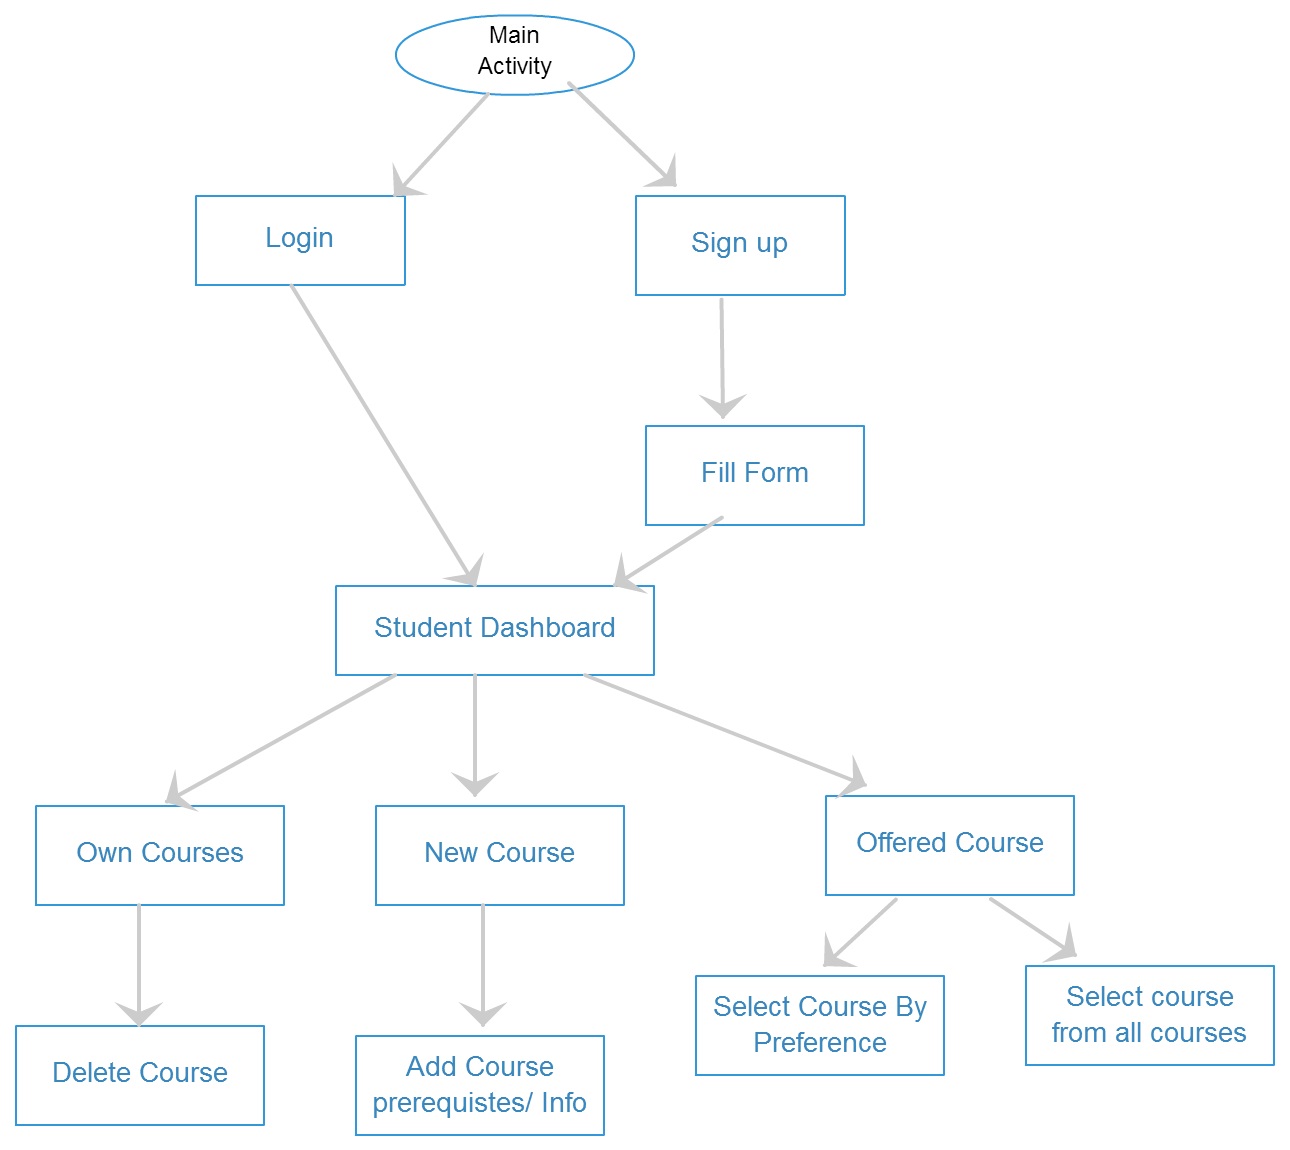 Main
Activity
Login
Sign up
Fill Form
Student Dashboard
Own Courses
New Course
Offered Course
Delete Course
Add Course
prerequistes/ Info
Select Course By
Preference
Select course
from all courses